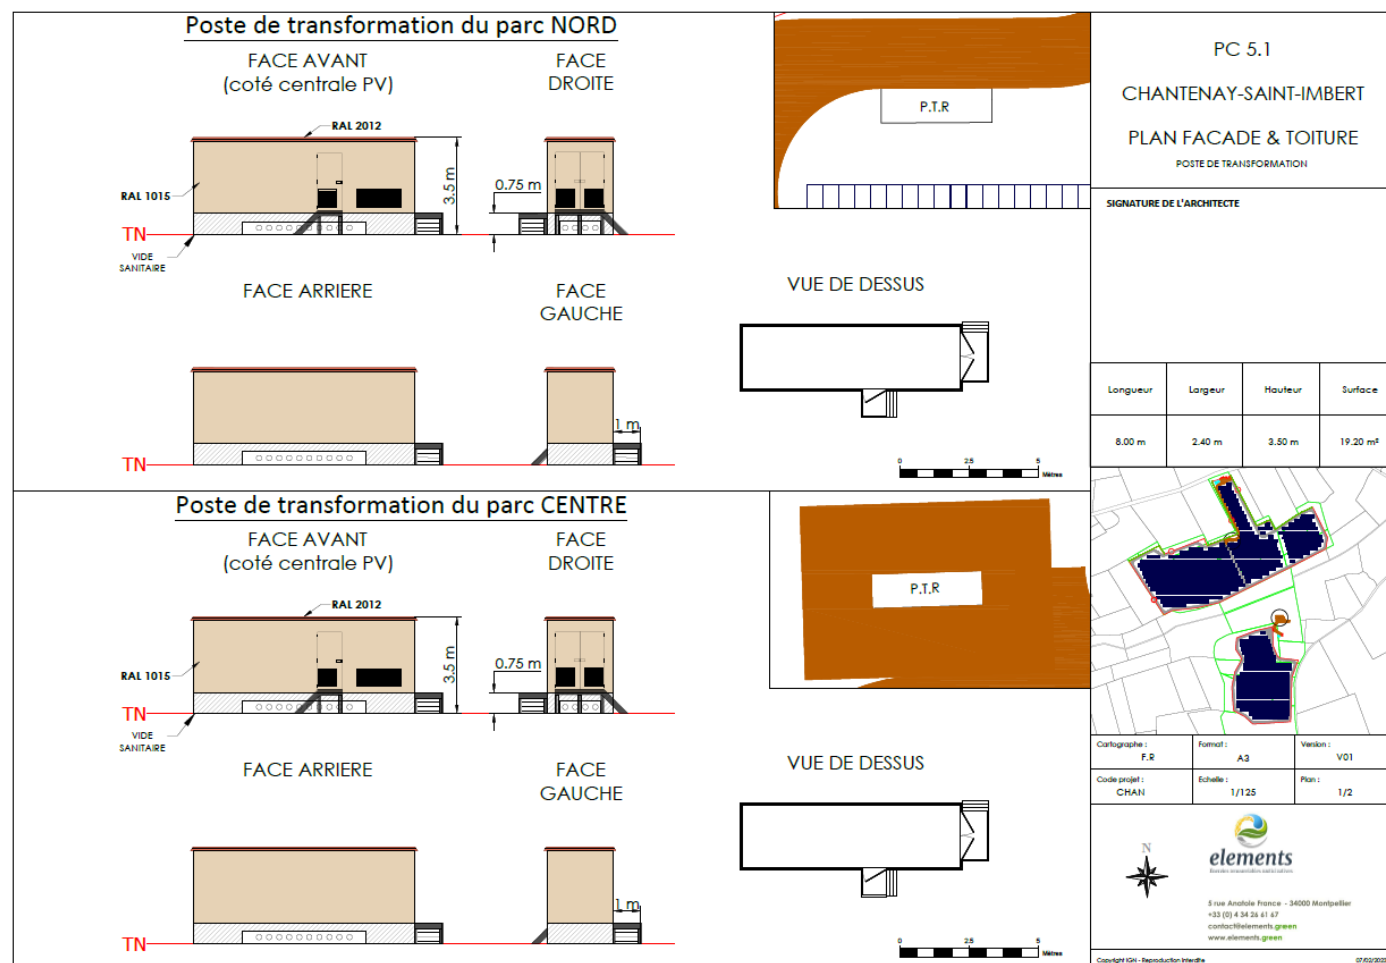 Poste de transformation du parc NORD
FACE AVANT
(coté centrale PV)
FACE
DROITE
RAL 2012
RAL 1015
3.5 m
0.75 m
TN
VIDE
SANITAIRE
P.T.R
FACE ARRIERE
FACE
GAUCHE
VUE DE DESSUS
1 m
TN
0 2.5 5
Mètres
Poste de transformation du parc CENTRE
FACE AVANT
(coté centrale PV)
FACE
DROITE
RAL 2012
RAL 1015
3.5 m
0.75 m
TN
VIDE
SANITAIRE
P.T.R
FACE ARRIERE
FACE
GAUCHE
VUE DE DESSUS
1 m
TN
0 2.5 5
Mètres
PC 5.1
CHANTENAY-SAINT-IMBERT
PLAN FACADE & TOITURE
POSTE DE TRANSFORMATION
SIGNATURE DE L'ARCHITECTE
Longueur Largeur Hauteur Surface
8.00 m 2.40 m 3.50 m 19.20 m²
Cartographe : Format : Version :
F.R A3 V01
Code projet : Echelle : Plan :
CHAN 1/125 1/2
N
elements
5 rue Anatole France - 34000 Montpellier
+33 (0) 4 34 26 61 67
contact@elements.green
www.elements.green
Copyright IGN - Reproduction interdite